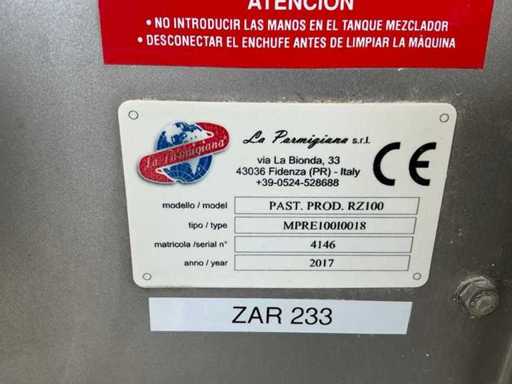 ATENCIÓN
• NO INTRODUCIR LAS MANOS EN EL TANQUE MEZCLADOR
• DESCONECTAR EL ENCHUFE ANTES DE LIMPIAR LA MÁQUINA
La Parmigiana
La Parmigiana s.r.l.
via La Bionda, 33
43036 Fidenza (PR) - Italy
+39-0524-528688
CE
modello / model PAST. PROD. RZ100
tipo / type MPRE10010018
matricola /serial n° 4146
anno / year 2017
ZAR 233